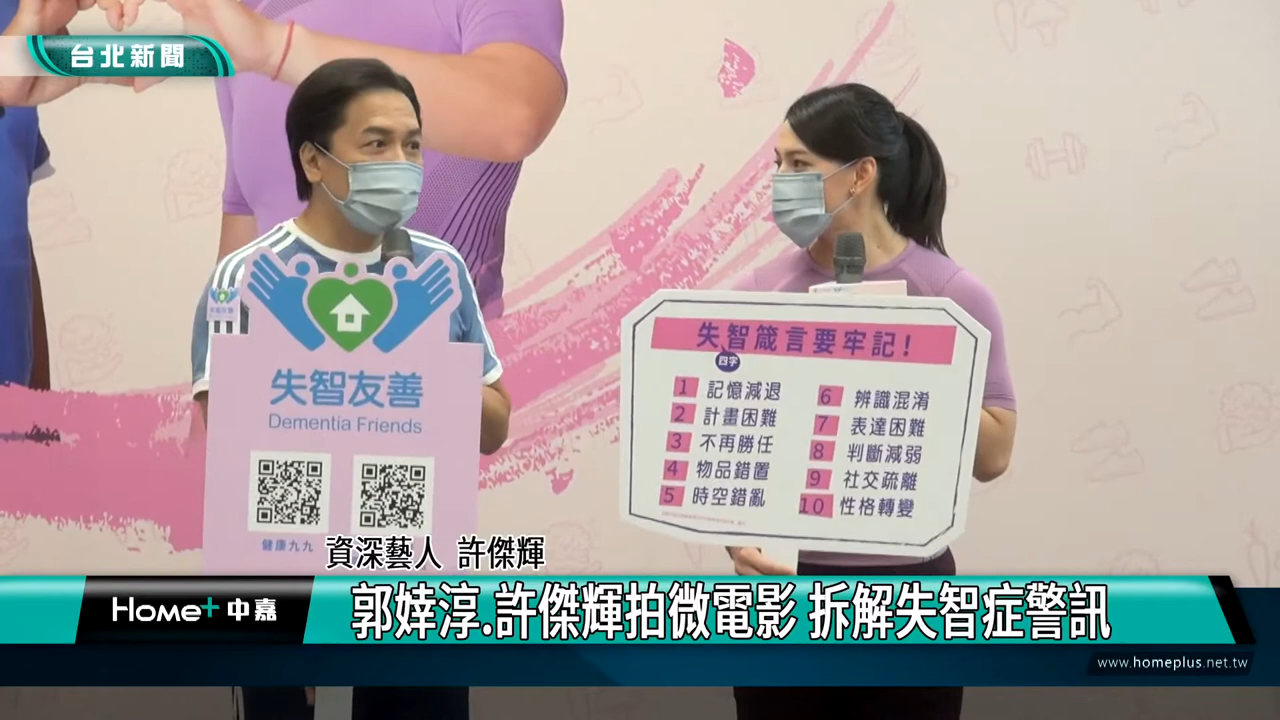 台北新聞
失智友善
Dementia Friends
健康九九
失智箴言要牢記!
四字
1 記憶減退
2 計畫困難
3 不再勝任
4 物品錯置
5 時空錯亂
6 辨識混淆
7 表達困難
8 判斷減弱
9 社交疏離
10 性格轉變
資深藝人 許傑輝
Home+ 中嘉
郭婞淳.許傑輝拍微電影 拆解失智症警訊
www.homeplus.net.tw